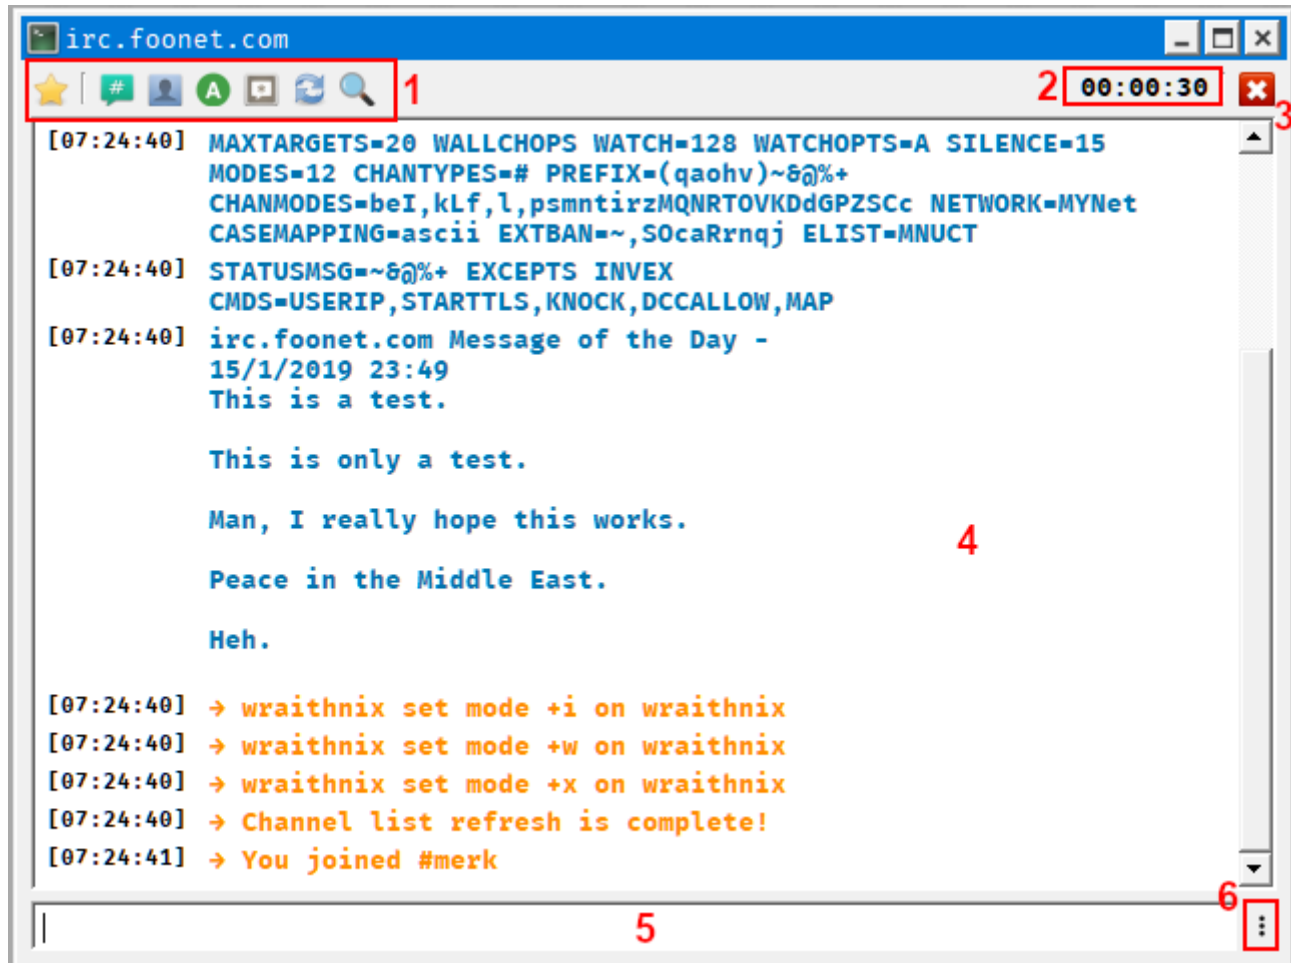 irc.foonet.com
# A 1 2 00:00:30
3
[07:24:40] MAXTARGETS=20 WALLCHOPS WATCH=128 WATCHOPTS=A SILENCE=15
MODES=12 CHANTYPES=# PREFIX=(qaohv)~&@%+
CHANMODES=beI,kLf,l,psmntirzMQNRTOVKDdGPZSCc NETWORK=MYNet
CASEMAPPING=ascii EXTBAN=~,SOcaRrnqj ELIST=MNUCT
[07:24:40] STATUSMSG=~&@%+ EXCEPTS INVEX
CMDS=USERIP,STARTTLS,KNOCK,DCCALLOW,MAP
[07:24:40] irc.foonet.com Message of the Day -
15/1/2019 23:49
This is a test.
This is only a test.
Man, I really hope this works.
4
Peace in the Middle East.
Heh.
[07:24:40] → wraithnix set mode +i on wraithnix
[07:24:40] → wraithnix set mode +w on wraithnix
[07:24:40] → wraithnix set mode +x on wraithnix
[07:24:40] → Channel list refresh is complete!
[07:24:41] → You joined #merk
6
5